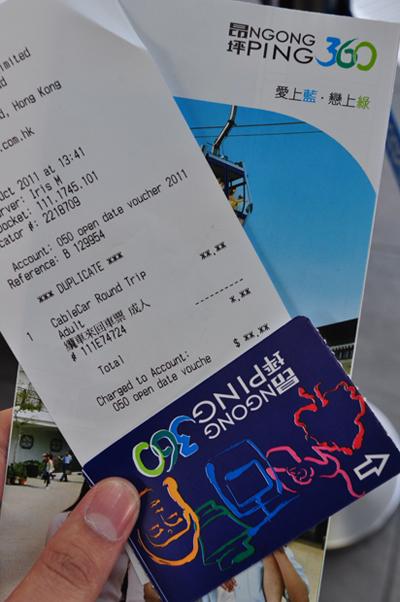 imited
d
d, Hong Kong
.com.hk
Oct 2011 at 13:41
rver: Iris M
ocket: 111.1745.101
cator #: 2218709
Account: 050 open date voucher 2011
Reference: B 129954
*** DUPLICATE ***
1 CableCar Round Trip xx.xx
Adult
纜車來回車票 成人
# 111E74724
---------- 
x.xx
Total $ xx.xx
Charged to Account:
050 open date vouche
昂坪 NGONG PING 360
愛上藍·戀上綠
昂坪 NGONG PING 360